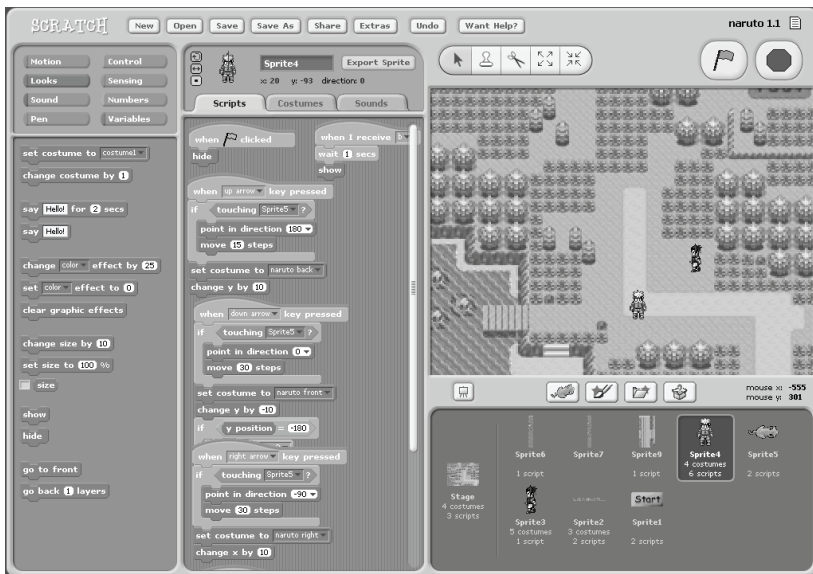 SCRATCH New Open Save Save As Share Extras Undo Want Help? naruto 1.1
Motion Control
Looks Sensing
Sound Numbers
Pen Variables
set costume to costume1
change costume by 1
say Hello! for 2 secs
say Hello!
change color effect by 25
set color effect to 0
clear graphic effects
change size by 10
set size to 100 %
size
show
hide
go to front
go back 1 layers
Sprite4 Export Sprite
x: 20 y: -93 direction: 0
Scripts Costumes Sounds
when clicked
hide
when I receive b
wait 1 secs
show
when up arrow key pressed
if touching Sprite5 ?
point in direction 180
move 15 steps
set costume to naruto back
change y by 10
when down arrow key pressed
if touching Sprite5 ?
point in direction 0
move 30 steps
set costume to naruto front
change y by -10
if y position = -180
when right arrow key pressed
if touching Sprite5 ?
point in direction -90
move 30 steps
set costume to naruto right
change x by 10
mouse x: -555
mouse y: 301
Stage
4 costumes
3 scripts
Sprite6
1 script
Sprite7
Sprite9
1 script
Sprite4
4 costumes
6 scripts
Sprite5
2 scripts
Sprite3
5 costumes
1 script
Sprite2
3 costumes
2 scripts
Start
Sprite1
2 scripts